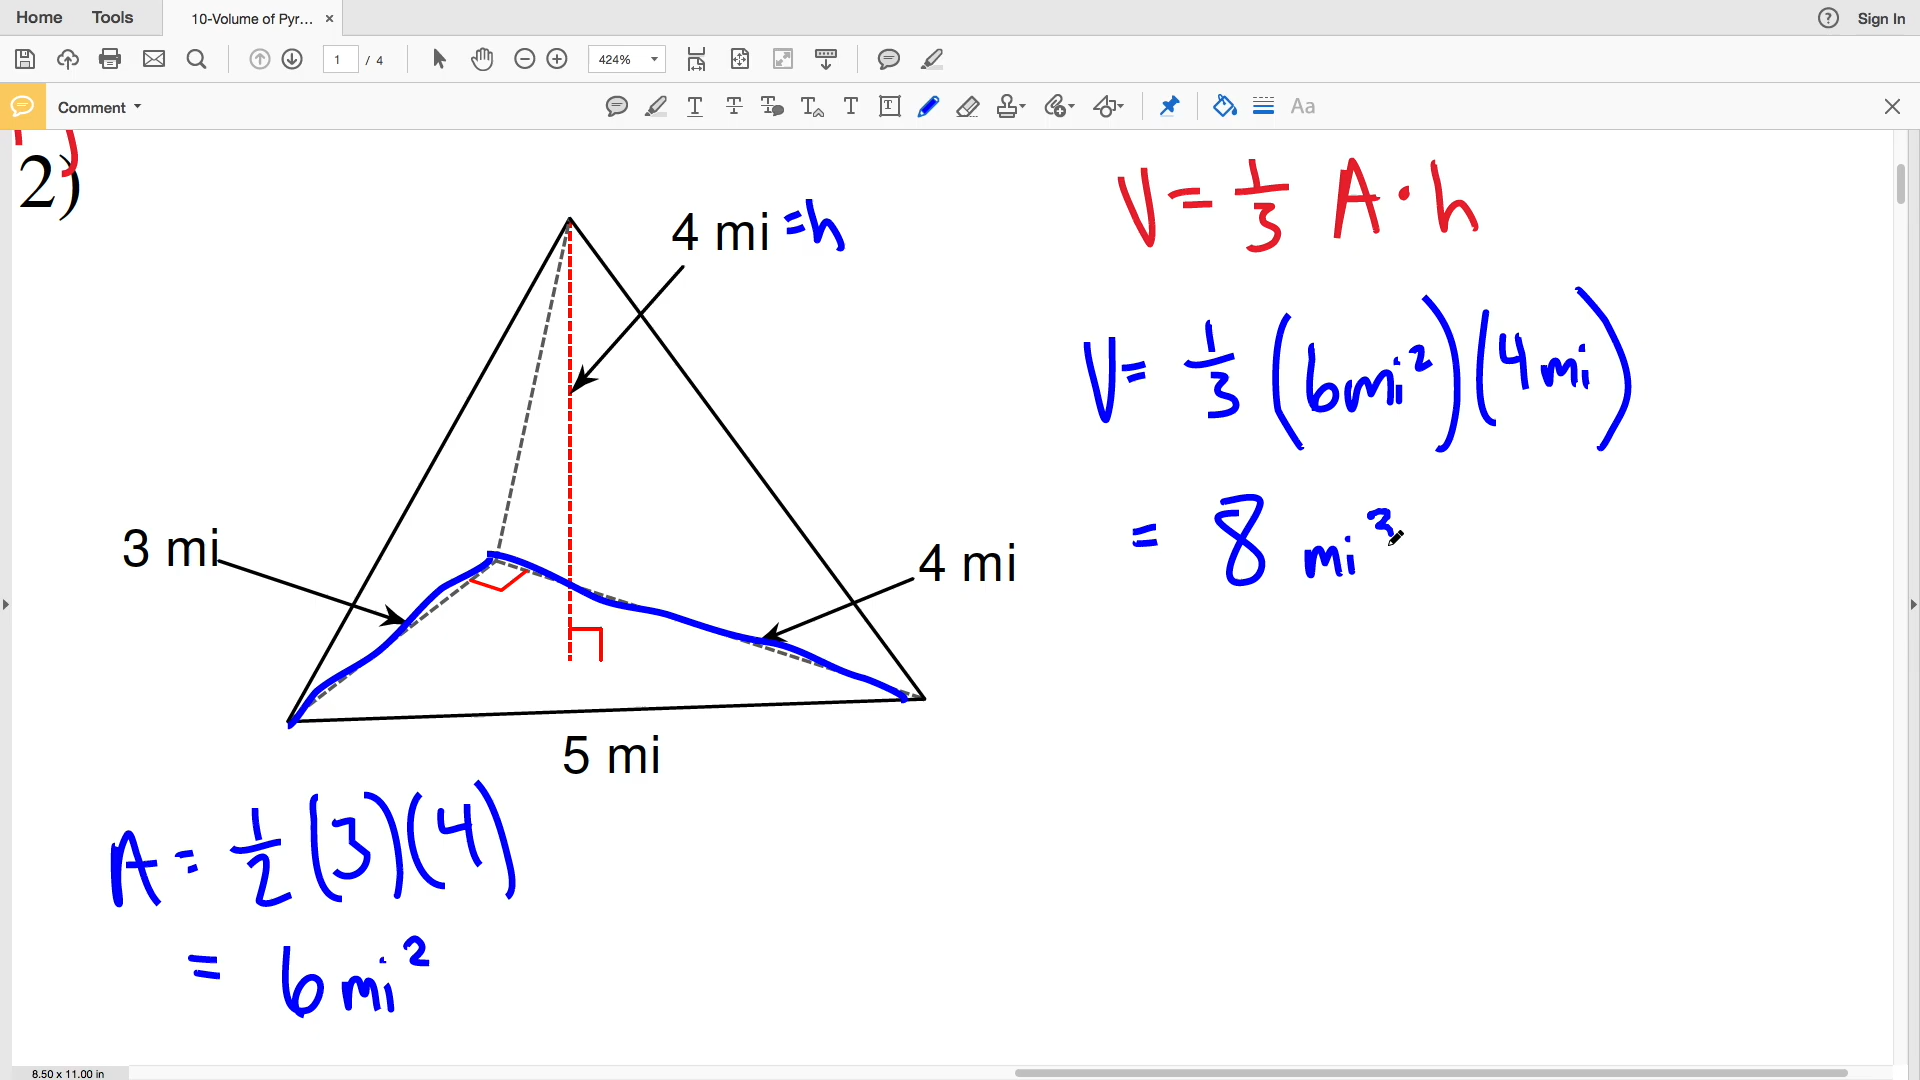 Home Tools 10-Volume of Pyr... × ? Sign In
1 / 4 424%
Comment Aa
2)
4 mi =h
3 mi
4 mi
5 mi
V = 1/3 A · h
V = 1/3 (6mi²)(4mi)
= 8 mi³
A = 1/2 (3)(4)
= 6mi²
8.50 x 11.00 in